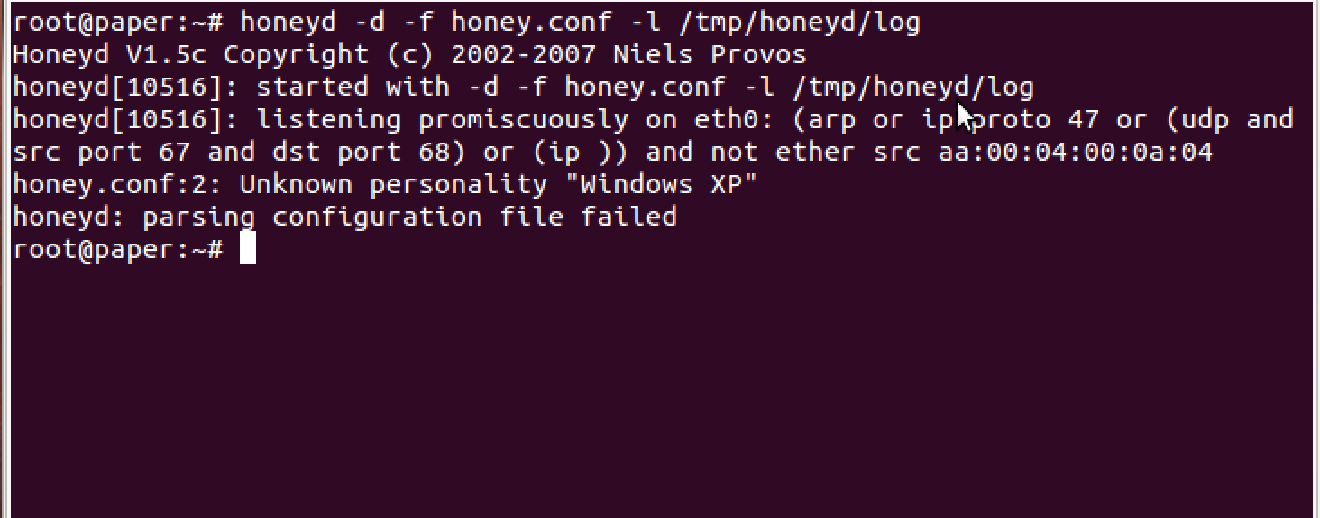 root@paper:~# honeyd -d -f honey.conf -l /tmp/honeyd/log
Honeyd V1.5c Copyright (c) 2002-2007 Niels Provos
honeyd[10516]: started with -d -f honey.conf -l /tmp/honeyd/log
honeyd[10516]: listening promiscuously on eth0: (arp or ip proto 47 or (udp and
src port 67 and dst port 68) or (ip )) and not ether src aa:00:04:00:0a:04
honey.conf:2: Unknown personality "Windows XP"
honeyd: parsing configuration file failed
root@paper:~#